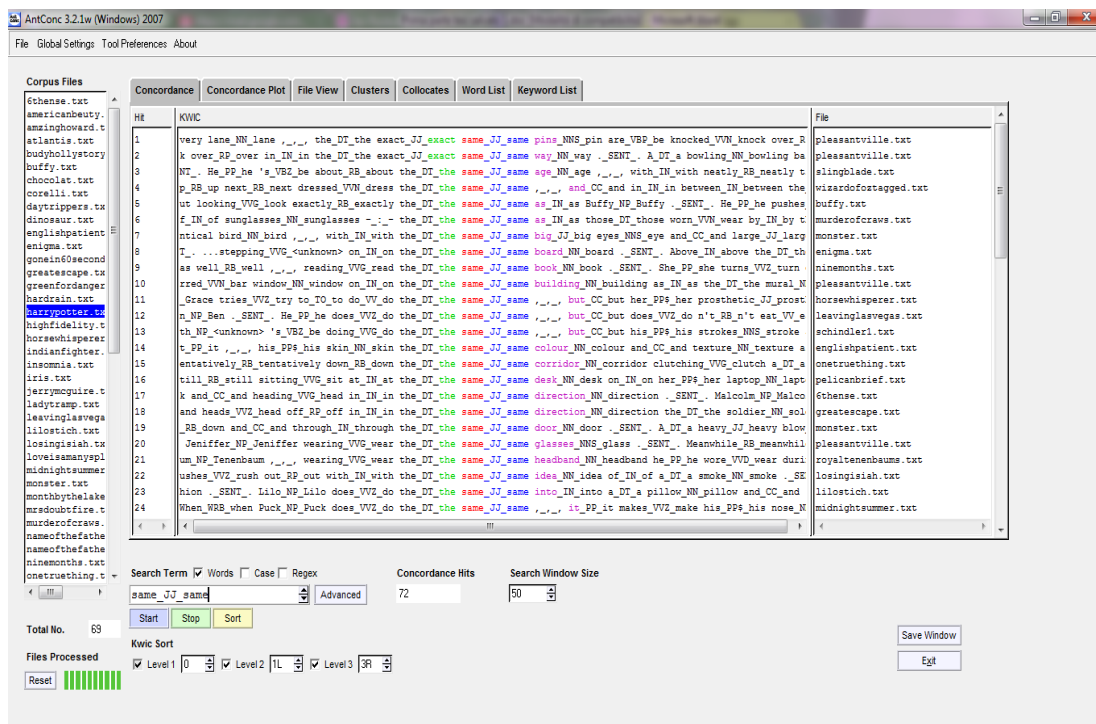 AntConc 3.2.1w (Windows) 2007
File Global Settings Tool Preferences About
Corpus Files
6thense.txt
americanbeuty.
amzinghoward.t
atlantis.txt
budyhollystory
buffy.txt
chocolat.txt
corelli.txt
daytrippers.tx
dinosaur.txt
englishpatient
enigma.txt
gonein60second
greatescape.tx
greenfordanger
hardrain.txt
harrypotter.tx
highfidelity.t
horsewhisperer
indianfighter.
insomnia.txt
iris.txt
jerrymcguire.t
ladytramp.txt
leavinglasvega
lilostich.txt
losingisiah.tx
loveisamanyspl
midnightsummer
monster.txt
monthbythelake
mrsdoubtfire.t
murderofcraws.
nameofthefathe
nameofthefathe
ninemonths.txt
onetruething.t
Total No. 69
Files Processed
Reset
Concordance Concordance Plot File View Clusters Collocates Word List Keyword List
Hit KWIC File
1 very lane_NN_lane ,_,_, the_DT_the exact_JJ_exact same_JJ_same pins_NNS_pin are_VBP_be knocked_VVN_knock over_R pleasantville.txt
2 k over_RP_over in_IN_in the_DT_the exact_JJ_exact same_JJ_same way_NN_way ._SENT_. A_DT_a bowling_NN_bowling ba pleasantville.txt
3 NT_. He_PP_he 's_VBZ_be about_RB_about the_DT_the same_JJ_same age_NN_age ,_,_, with_IN_with neatly_RB_neatly t slingblade.txt
4 p_RB_up next_RB_next dressed_VVN_dress the_DT_the same_JJ_same ,_,_, and_CC_and in_IN_in between_IN_between the wizardofoztagged.txt
5 ut looking_VVG_look exactly_RB_exactly the_DT_the same_JJ_same as_IN_as Buffy_NP_Buffy ._SENT_. He_PP_he pushes buffy.txt
6 f_IN_of sunglasses_NN_sunglasses -_:_- the_DT_the same_JJ_same as_IN_as those_DT_those worn_VVN_wear by_IN_by t murderofcraws.txt
7 ntical bird_NN_bird ,_,_, with_IN_with the_DT_the same_JJ_same big_JJ_big eyes_NNS_eye and_CC_and large_JJ_larg monster.txt
8 T_. ...stepping_VVG_<unknown> on_IN_on the_DT_the same_JJ_same board_NN_board ._SENT_. Above_IN_above the_DT_th enigma.txt
9 as well_RB_well ,_,_, reading_VVG_read the_DT_the same_JJ_same book_NN_book ._SENT_. She_PP_she turns_VVZ_turn ninemonths.txt
10 rred_VVN_bar window_NN_window on_IN_on the_DT_the same_JJ_same building_NN_building as_IN_as the_DT_the mural_N pleasantville.txt
11 _Grace tries_VVZ_try to_TO_to do_VV_do the_DT_the same_JJ_same ,_,_, but_CC_but her_PP$_her prosthetic_JJ_prost horsewhisperer.txt
12 n_NP_Ben ._SENT_. He_PP_he does_VVZ_do the_DT_the same_JJ_same ,_,_, but_CC_but does_VVZ_do n't_RB_n't eat_VV_e leavinglasvegas.txt
13 th_NP_<unknown> 's_VBZ_be doing_VVG_do the_DT_the same_JJ_same ,_,_, but_CC_but his_PP$_his strokes_NNS_stroke schindler1.txt
14 t_PP_it ,_,_, his_PP$_his skin_NN_skin the_DT_the same_JJ_same colour_NN_colour and_CC_and texture_NN_texture a englishpatient.txt
15 entatively_RB_tentatively down_RB_down the_DT_the same_JJ_same corridor_NN_corridor clutching_VVG_clutch a_DT_a onetruething.txt
16 till_RB_still sitting_VVG_sit at_IN_at the_DT_the same_JJ_same desk_NN_desk on_IN_on her_PP$_her laptop_NN_lapt pelicanbrief.txt
17 k and_CC_and heading_VVG_head in_IN_in the_DT_the same_JJ_same direction_NN_direction ._SENT_. Malcolm_NP_Malco 6thense.txt
18 and heads_VVZ_head off_RP_off in_IN_in the_DT_the same_JJ_same direction_NN_direction the_DT_the soldier_NN_sol greatescape.txt
19 _RB_down and_CC_and through_IN_through the_DT_the same_JJ_same door_NN_door ._SENT_. A_DT_a heavy_JJ_heavy blow monster.txt
20 Jeniffer_NP_Jeniffer wearing_VVG_wear the_DT_the same_JJ_same glasses_NNS_glass ._SENT_. Meanwhile_RB_meanwhil pleasantville.txt
21 um_NP_Tenenbaum ,_,_, wearing_VVG_wear the_DT_the same_JJ_same headband_NN_headband he_PP_he wore_VVD_wear duri royaltenenbaums.txt
22 ushes_VVZ_rush out_RP_out with_IN_with the_DT_the same_JJ_same idea_NN_idea of_IN_of a_DT_a smoke_NN_smoke ._SE losingisiah.txt
23 hion ._SENT_. Lilo_NP_Lilo does_VVZ_do the_DT_the same_JJ_same into_IN_into a_DT_a pillow_NN_pillow and_CC_and lilostich.txt
24 When_WRB_when Puck_NP_Puck does_VVZ_do the_DT_the same_JJ_same ,_,_, it_PP_it makes_VVZ_make his_PP$_his nose_N midnightsummer.txt
Search Term Words Case Regex Concordance Hits Search Window Size
same_JJ_same Advanced 72 50
Start Stop Sort
Kwic Sort
Level 1 0 Level 2 1L Level 3 3R
Save Window
Exit